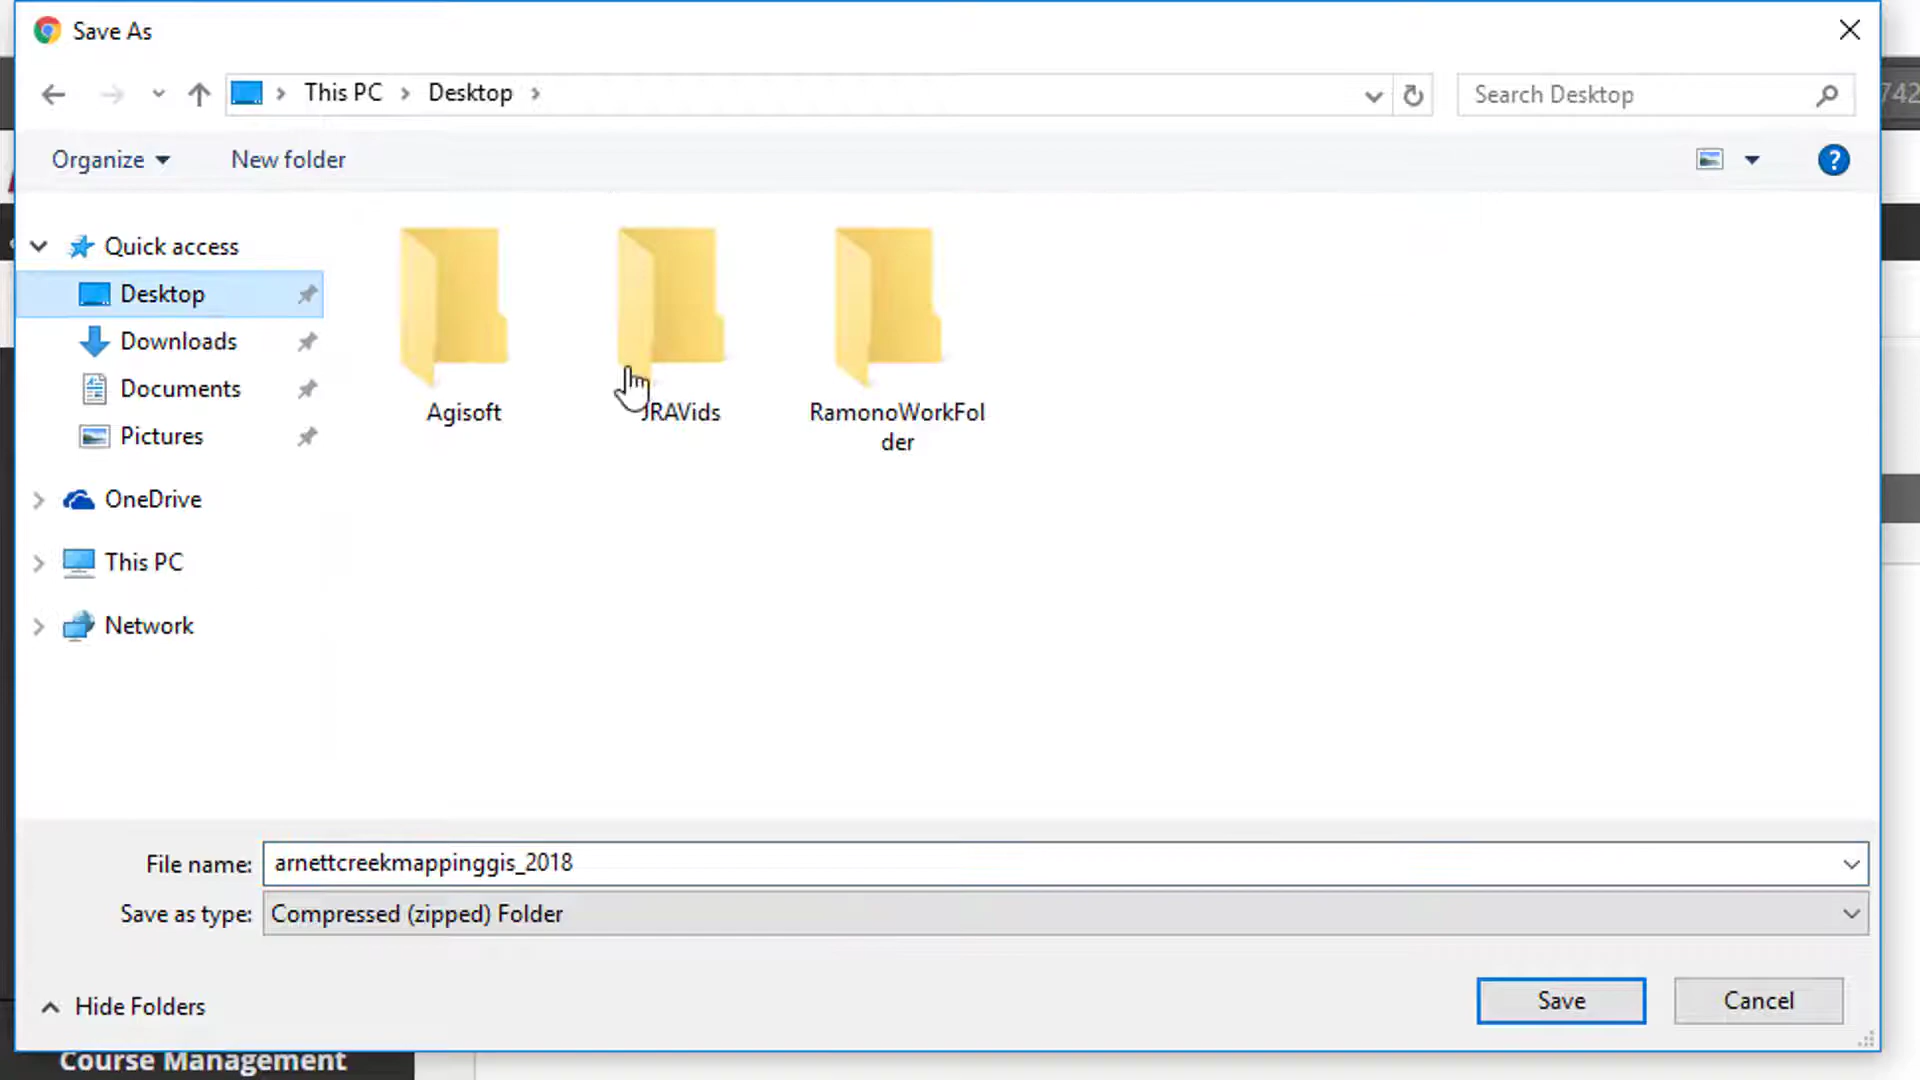 Save As
This PC
Desktop
Search Desktop
742
Organize
New folder
?
Quick access
Desktop
Downloads
Documents
Pictures
OneDrive
This PC
Network
Agisoft
JRAVids
RamonoWorkFol
der
File name:
arnettcreekmappinggis_2018
Save as type:
Compressed (zipped) Folder
Hide Folders
Save
Cancel
Course Management